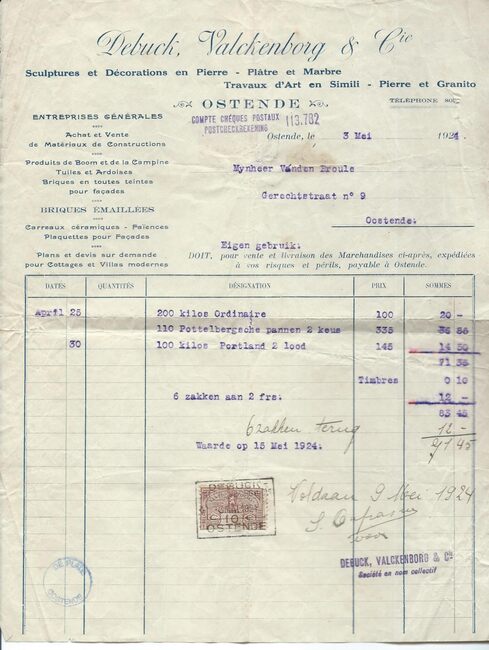 Debuck, Valckenborg & Cie
Sculptures et Décorations en Pierre - Plâtre et Marbre
Travaux d'Art en Simili - Pierre et Granito
OSTENDE
TÉLÉPHONE
COMPTE CHÈQUES POSTAUX 113.782
POSTCHECKREKENING
Ostende, le 3 Mei 1924.
ENTREPRISES GÉNÉRALES
Achat et Vente
de Matériaux de Constructions
Produits de Boom et de la Campine
Tuiles et Ardoises
Briques en toutes teintes
pour façades
BRIQUES ÉMAILLÉES
Carreaux céramiques - Faïences
Plaquettes pour Façades
Plans et devis sur demande
pour Cottages et Villas modernes
Mynheer Vanden Broule
Gerechtstraat n° 9
Oostende.
Eigen gebruik.
DOIT, pour vente et livraison des Marchandises ci-après, expédiées
à vos risques et périls, payable à Ostende.
DATES QUANTITÉS DÉSIGNATION PRIX SOMMES
April 25 200 kilos Ordinaire 100 20 -
110 Pottelbergsche pannen 2 keus 335 36 85
30 100 kilos Portland 2 lood 145 14 50
71 35
Timbres 0 10
6 zakken aan 2 frs. 12 -
83 45
6 zakken terug 12 -
Waarde op 15 Mei 1924. 71 45
DEBUCK
10
OSTENDE
Voldaan 9 Mei 1924
DEBUCK, VALCKENBORG & Cie
Société en nom collectif
OOSTENDE